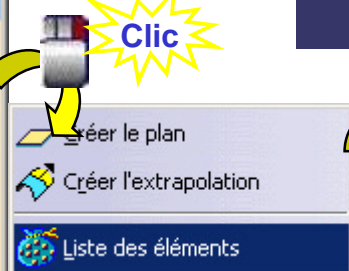 Clic
Créer le plan
Créer l'extrapolation
Liste des éléments